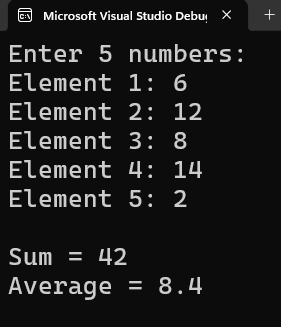 Microsoft Visual Studio Debu
Enter 5 numbers:
Element 1: 6
Element 2: 12
Element 3: 8
Element 4: 14
Element 5: 2
Sum = 42
Average = 8.4